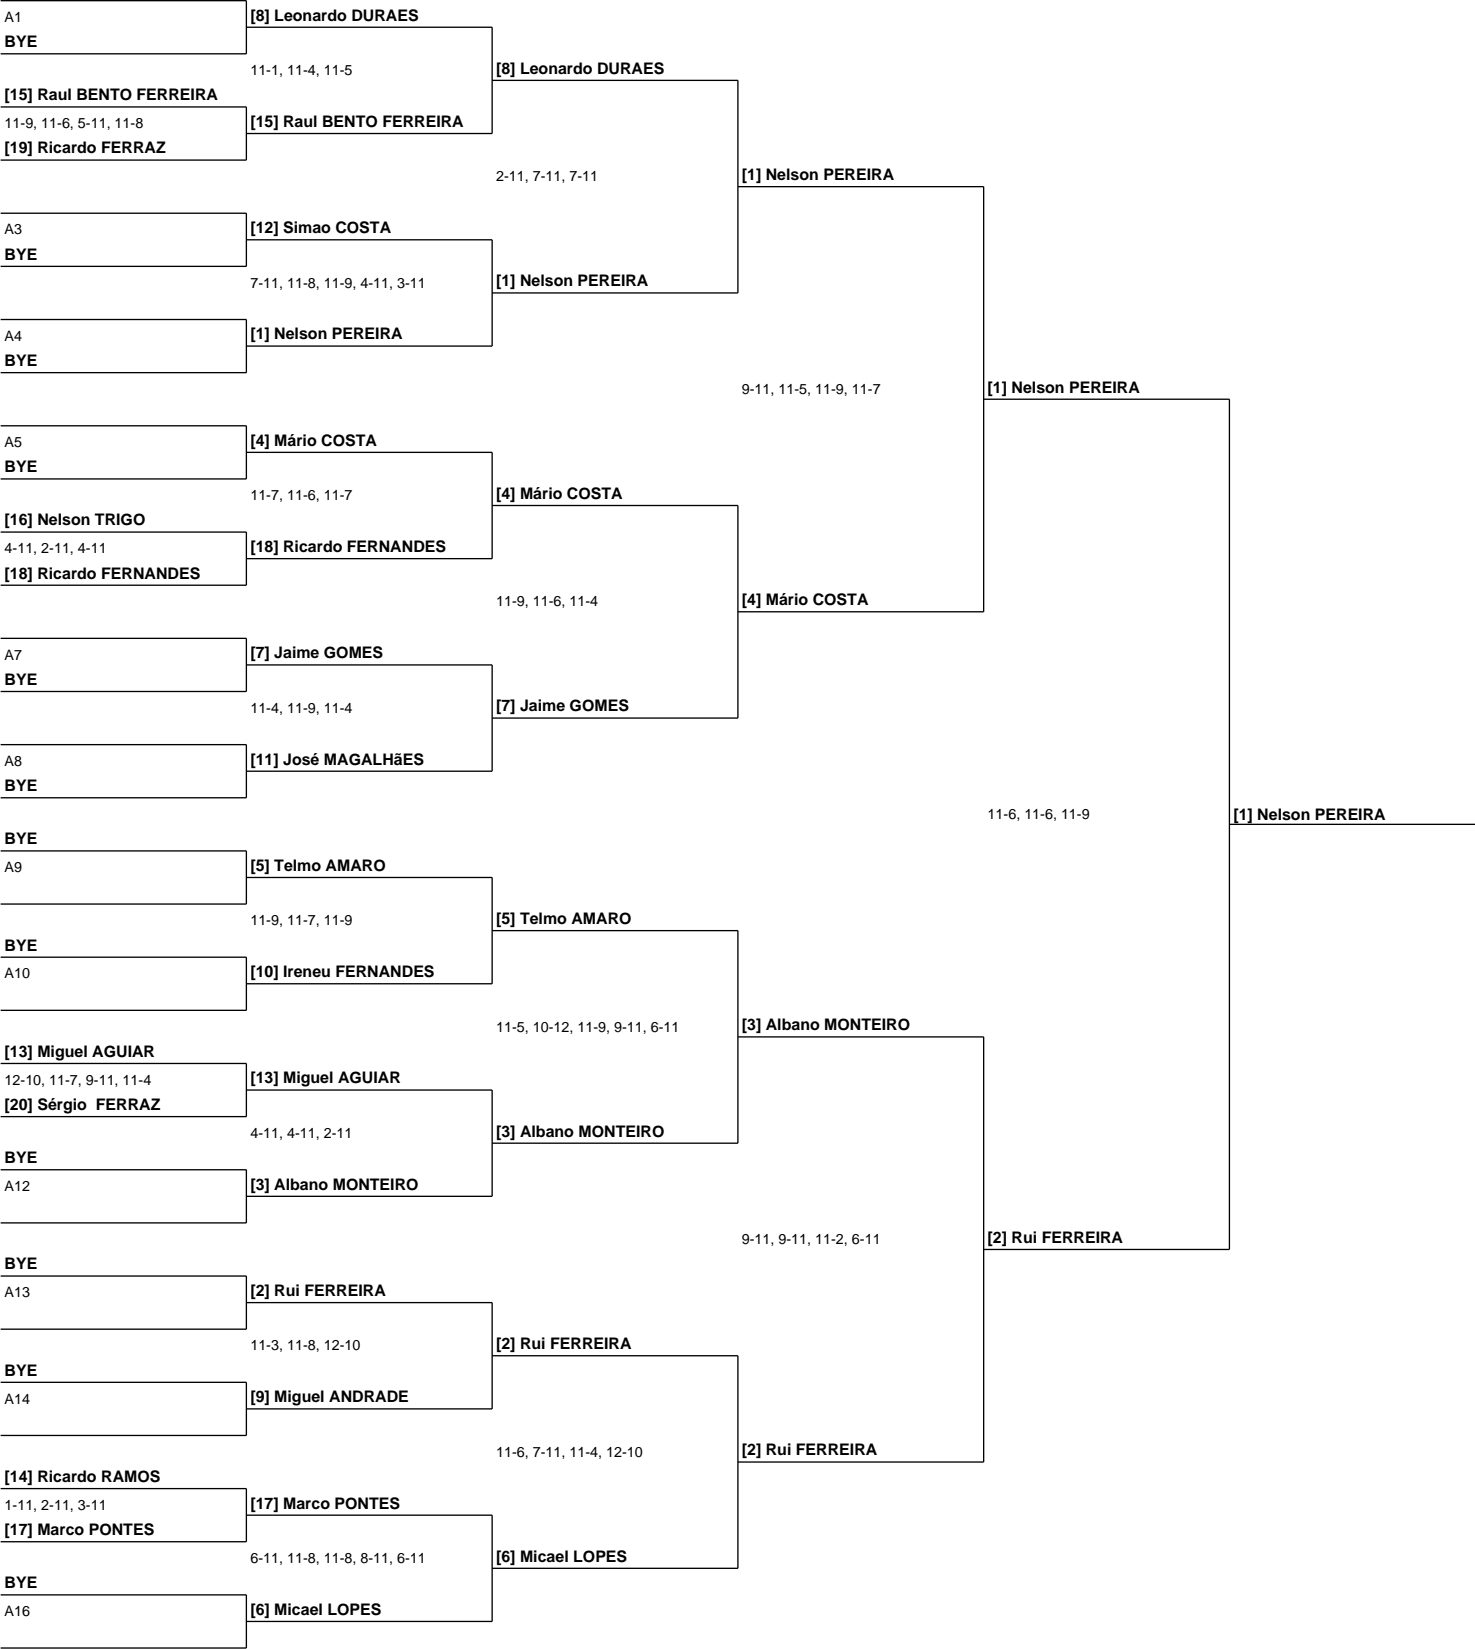 A1
[8] Leonardo DURAES
BYE
11-1, 11-4, 11-5
[8] Leonardo DURAES
[15] Raul BENTO FERREIRA
11-9, 11-6, 5-11, 11-8
[15] Raul BENTO FERREIRA
[19] Ricardo FERRAZ
2-11, 7-11, 7-11
[1] Nelson PEREIRA
A3
[12] Simao COSTA
BYE
7-11, 11-8, 11-9, 4-11, 3-11
[1] Nelson PEREIRA
A4
[1] Nelson PEREIRA
BYE
9-11, 11-5, 11-9, 11-7
[1] Nelson PEREIRA
A5
[4] Mário COSTA
BYE
11-7, 11-6, 11-7
[4] Mário COSTA
[16] Nelson TRIGO
4-11, 2-11, 4-11
[18] Ricardo FERNANDES
[18] Ricardo FERNANDES
11-9, 11-6, 11-4
[4] Mário COSTA
A7
[7] Jaime GOMES
BYE
11-4, 11-9, 11-4
[7] Jaime GOMES
A8
[11] José MAGALHãES
BYE
11-6, 11-6, 11-9
[1] Nelson PEREIRA
BYE
A9
[5] Telmo AMARO
11-9, 11-7, 11-9
[5] Telmo AMARO
BYE
A10
[10] Ireneu FERNANDES
11-5, 10-12, 11-9, 9-11, 6-11
[3] Albano MONTEIRO
[13] Miguel AGUIAR
12-10, 11-7, 9-11, 11-4
[13] Miguel AGUIAR
[20] Sérgio  FERRAZ
4-11, 4-11, 2-11
[3] Albano MONTEIRO
BYE
A12
[3] Albano MONTEIRO
9-11, 9-11, 11-2, 6-11
[2] Rui FERREIRA
BYE
A13
[2] Rui FERREIRA
11-3, 11-8, 12-10
[2] Rui FERREIRA
BYE
A14
[9] Miguel ANDRADE
11-6, 7-11, 11-4, 12-10
[2] Rui FERREIRA
[14] Ricardo RAMOS
1-11, 2-11, 3-11
[17] Marco PONTES
[17] Marco PONTES
6-11, 11-8, 11-8, 8-11, 6-11
[6] Micael LOPES
BYE
A16
[6] Micael LOPES